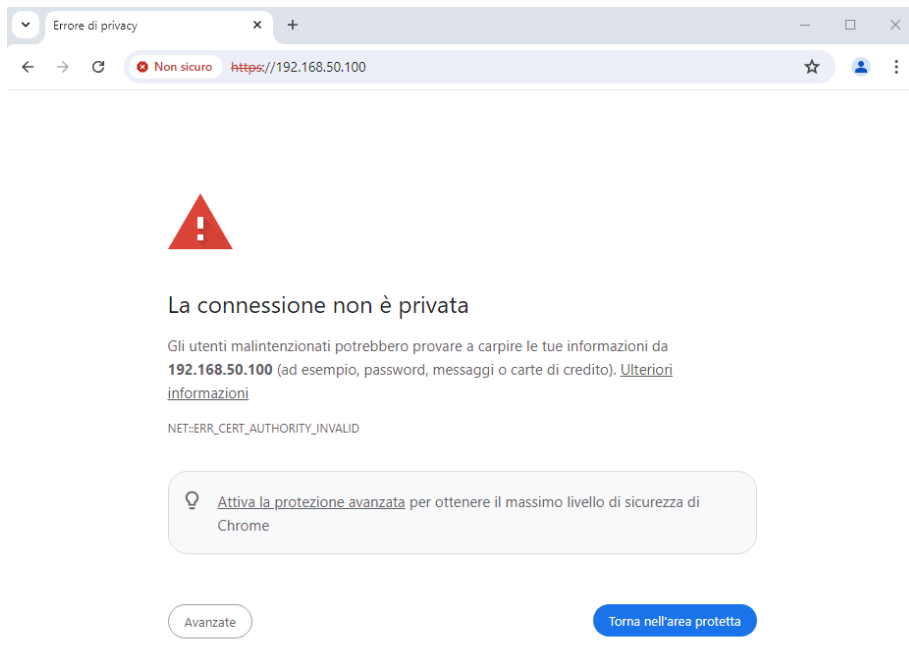 Errore di privacy
Non sicuro https://192.168.50.100
La connessione non è privata
Gli utenti malintenzionati potrebbero provare a carpire le tue informazioni da
192.168.50.100 (ad esempio, password, messaggi o carte di credito). Ulteriori
informazioni
NET::ERR_CERT_AUTHORITY_INVALID
Attiva la protezione avanzata per ottenere il massimo livello di sicurezza di
Chrome
Avanzate
Torna nell'area protetta